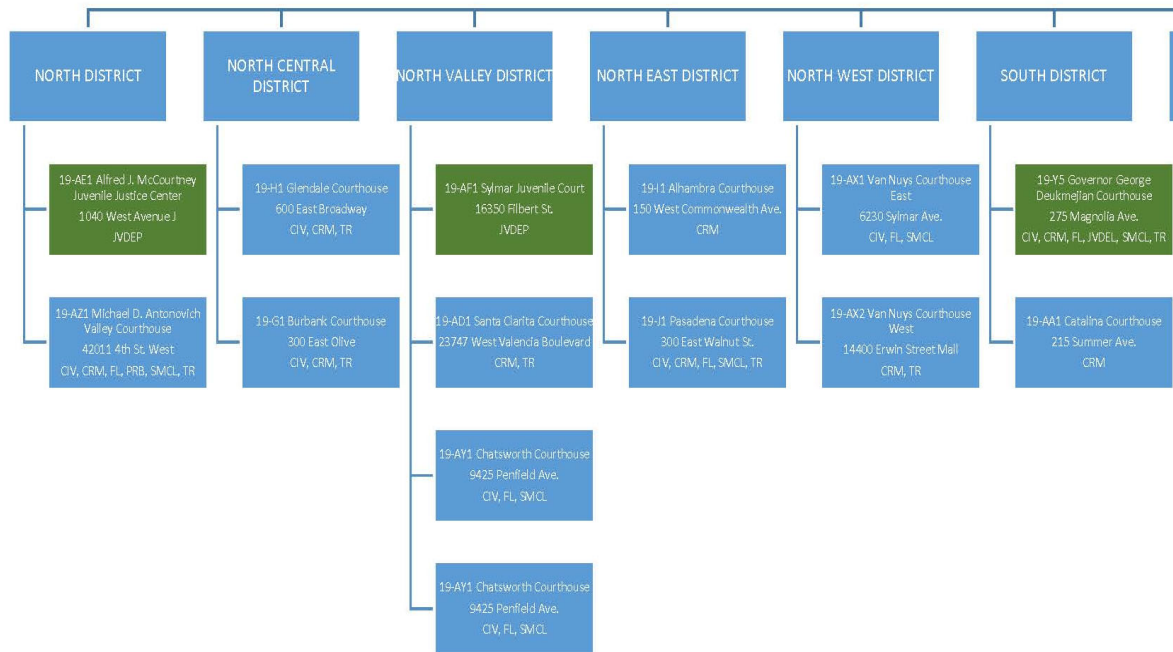 NORTH DISTRICT
19-AE1 Alfred J. McCourtney
Juvenile Justice Center
1040 West Avenue J
JVDEP
19-AZ1 Michael D. Antonovich
Valley Courthouse
42011 4th St. West
CIV, CRM, FL, PRB, SMCL, TR
NORTH CENTRAL
DISTRICT
19-H1 Glendale Courthouse
600 East Broadway
CIV, CRM, TR
19-G1 Burbank Courthouse
300 East Olive
CIV, CRM, TR
NORTH VALLEY DISTRICT
19-AF1 Sylmar Juvenile Court
16350 Filbert St.
JVDEP
19-AD1 Santa Clarita Courthouse
23747 West Valencia Boulevard
CRM, TR
19-AY1 Chatsworth Courthouse
9425 Penfield Ave.
CIV, FL, SMCL
19-AY1 Chatsworth Courthouse
9425 Penfield Ave.
CIV, FL, SMCL
NORTH EAST DISTRICT
19-I1 Alhambra Courthouse
150 West Commonwealth Ave.
CRM
19-J1 Pasadena Courthouse
300 East Walnut St.
CIV, CRM, FL, SMCL, TR
NORTH WEST DISTRICT
19-AX1 Van Nuys Courthouse
East
6230 Sylmar Ave.
CIV, FL, SMCL
19-AX2 Van Nuys Courthouse
West
14400 Erwin Street Mall
CRM, TR
SOUTH DISTRICT
19-Y5 Governor George
Deukmejian Courthouse
275 Magnolia Ave.
CIV, CRM, FL, JVDEL, SMCL, TR
19-AA1 Catalina Courthouse
215 Summer Ave.
CRM